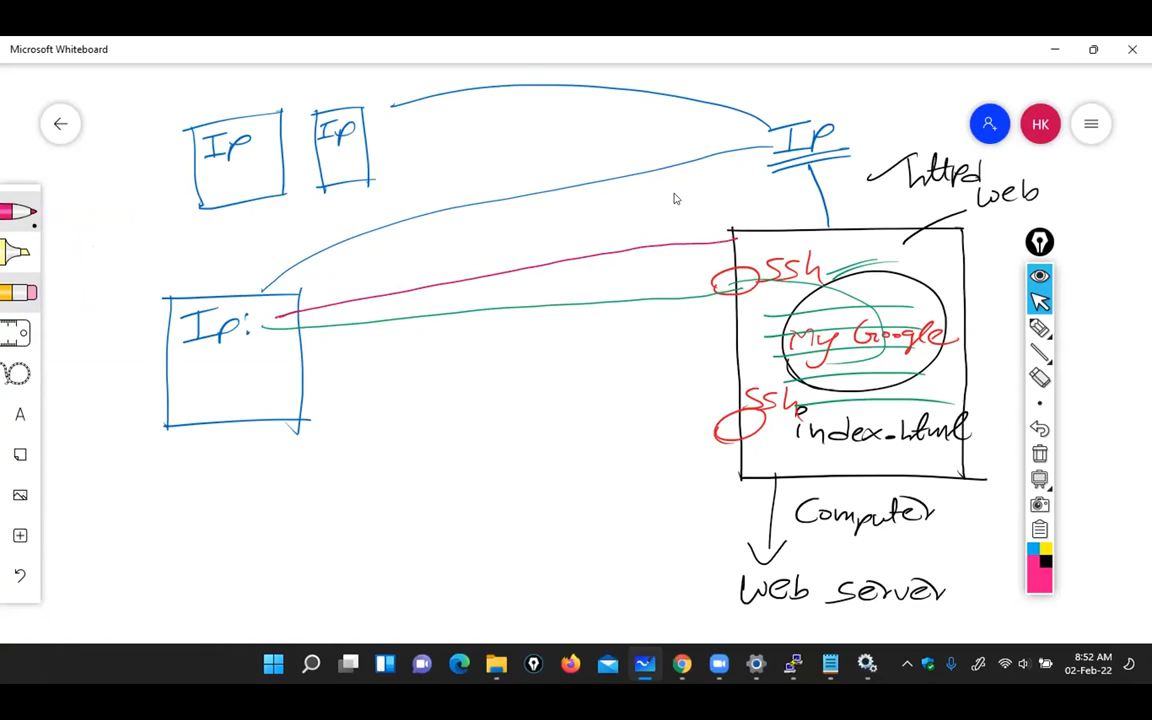 Microsoft Whiteboard
HK
Ip
Ip
Ip
httpd
web
Ip:
ssh
My Google
ssh
index.html
Computer
Web server
A
8:52 AM
02-Feb-22